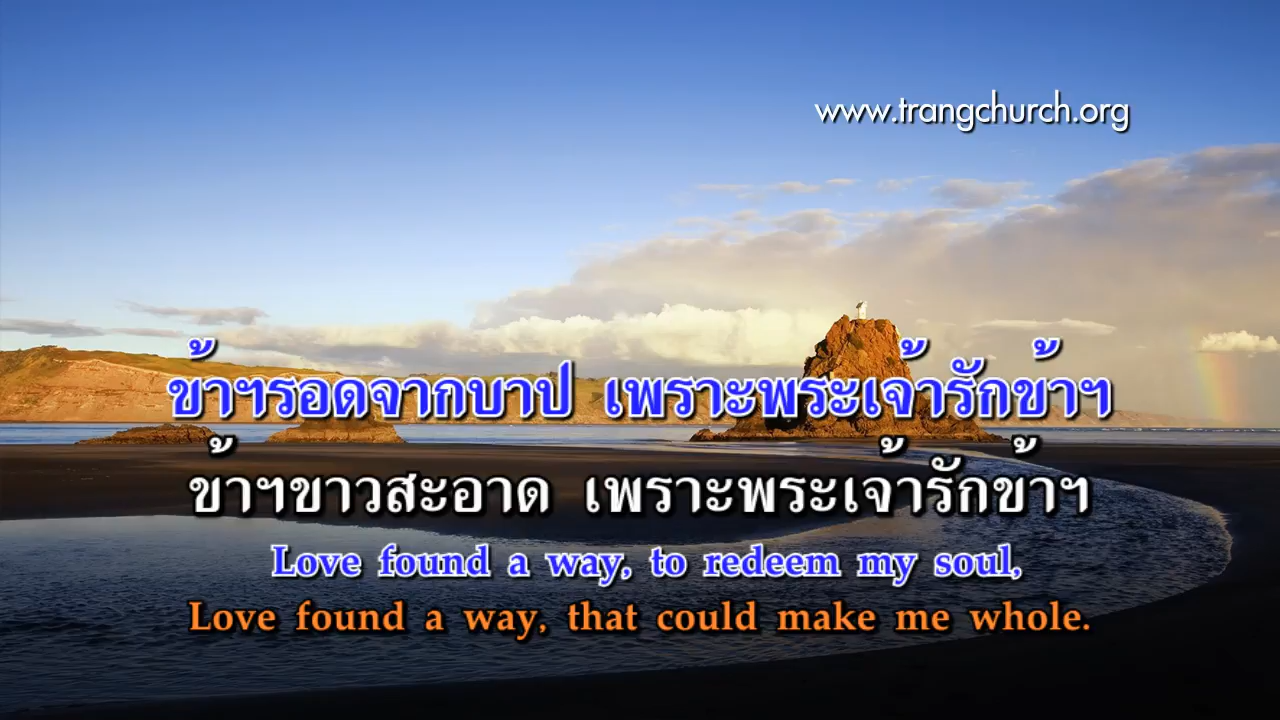 www.trangchurch.org
ข้าฯรอดจากบาป เพราะพระเจ้ารักข้าฯ
ข้าฯขาวสะอาด เพราะพระเจ้ารักข้าฯ
Love found a way, to redeem my soul,
Love found a way, that could make me whole.